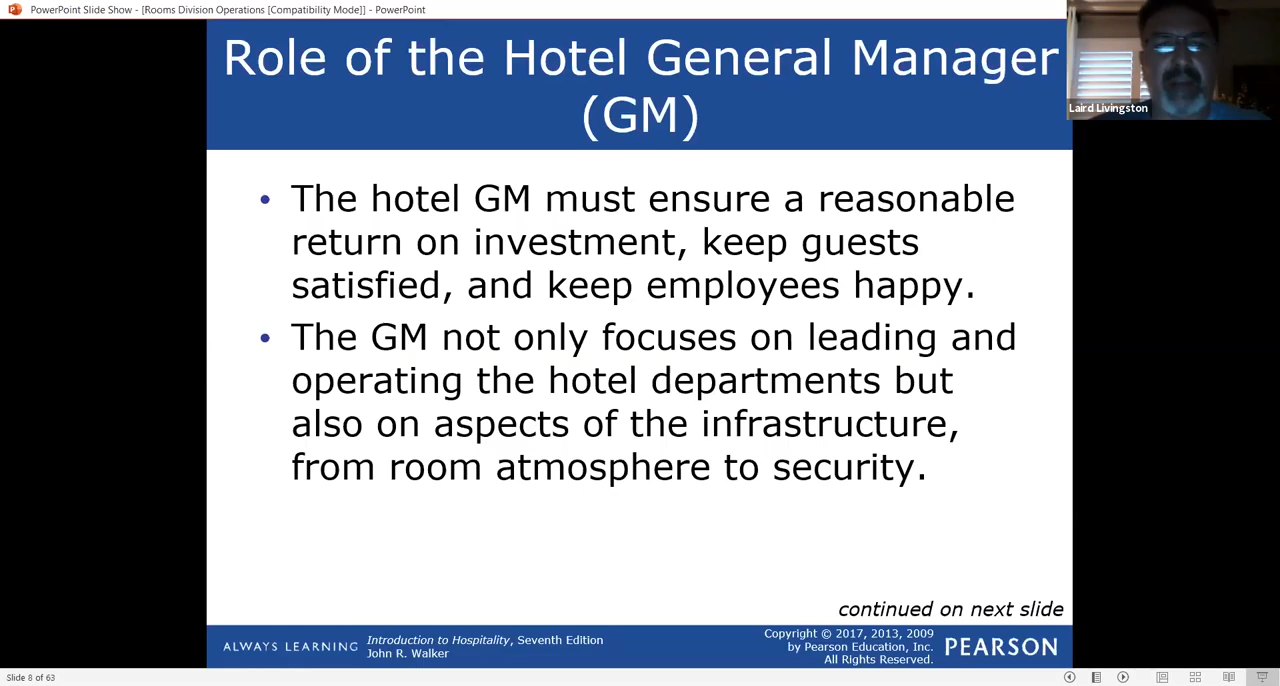 PowerPoint Slide Show - [Rooms Division Operations [Compatibility Mode]] - PowerPoint
Role of the Hotel General Manager
(GM)
Laird Livingston
• The hotel GM must ensure a reasonable
return on investment, keep guests
satisfied, and keep employees happy.
• The GM not only focuses on leading and
operating the hotel departments but
also on aspects of the infrastructure,
from room atmosphere to security.
continued on next slide
ALWAYS LEARNING
Introduction to Hospitality, Seventh Edition
John R. Walker
Copyright © 2017, 2013, 2009
by Pearson Education, Inc.
All Rights Reserved.
PEARSON
Slide 8 of 63